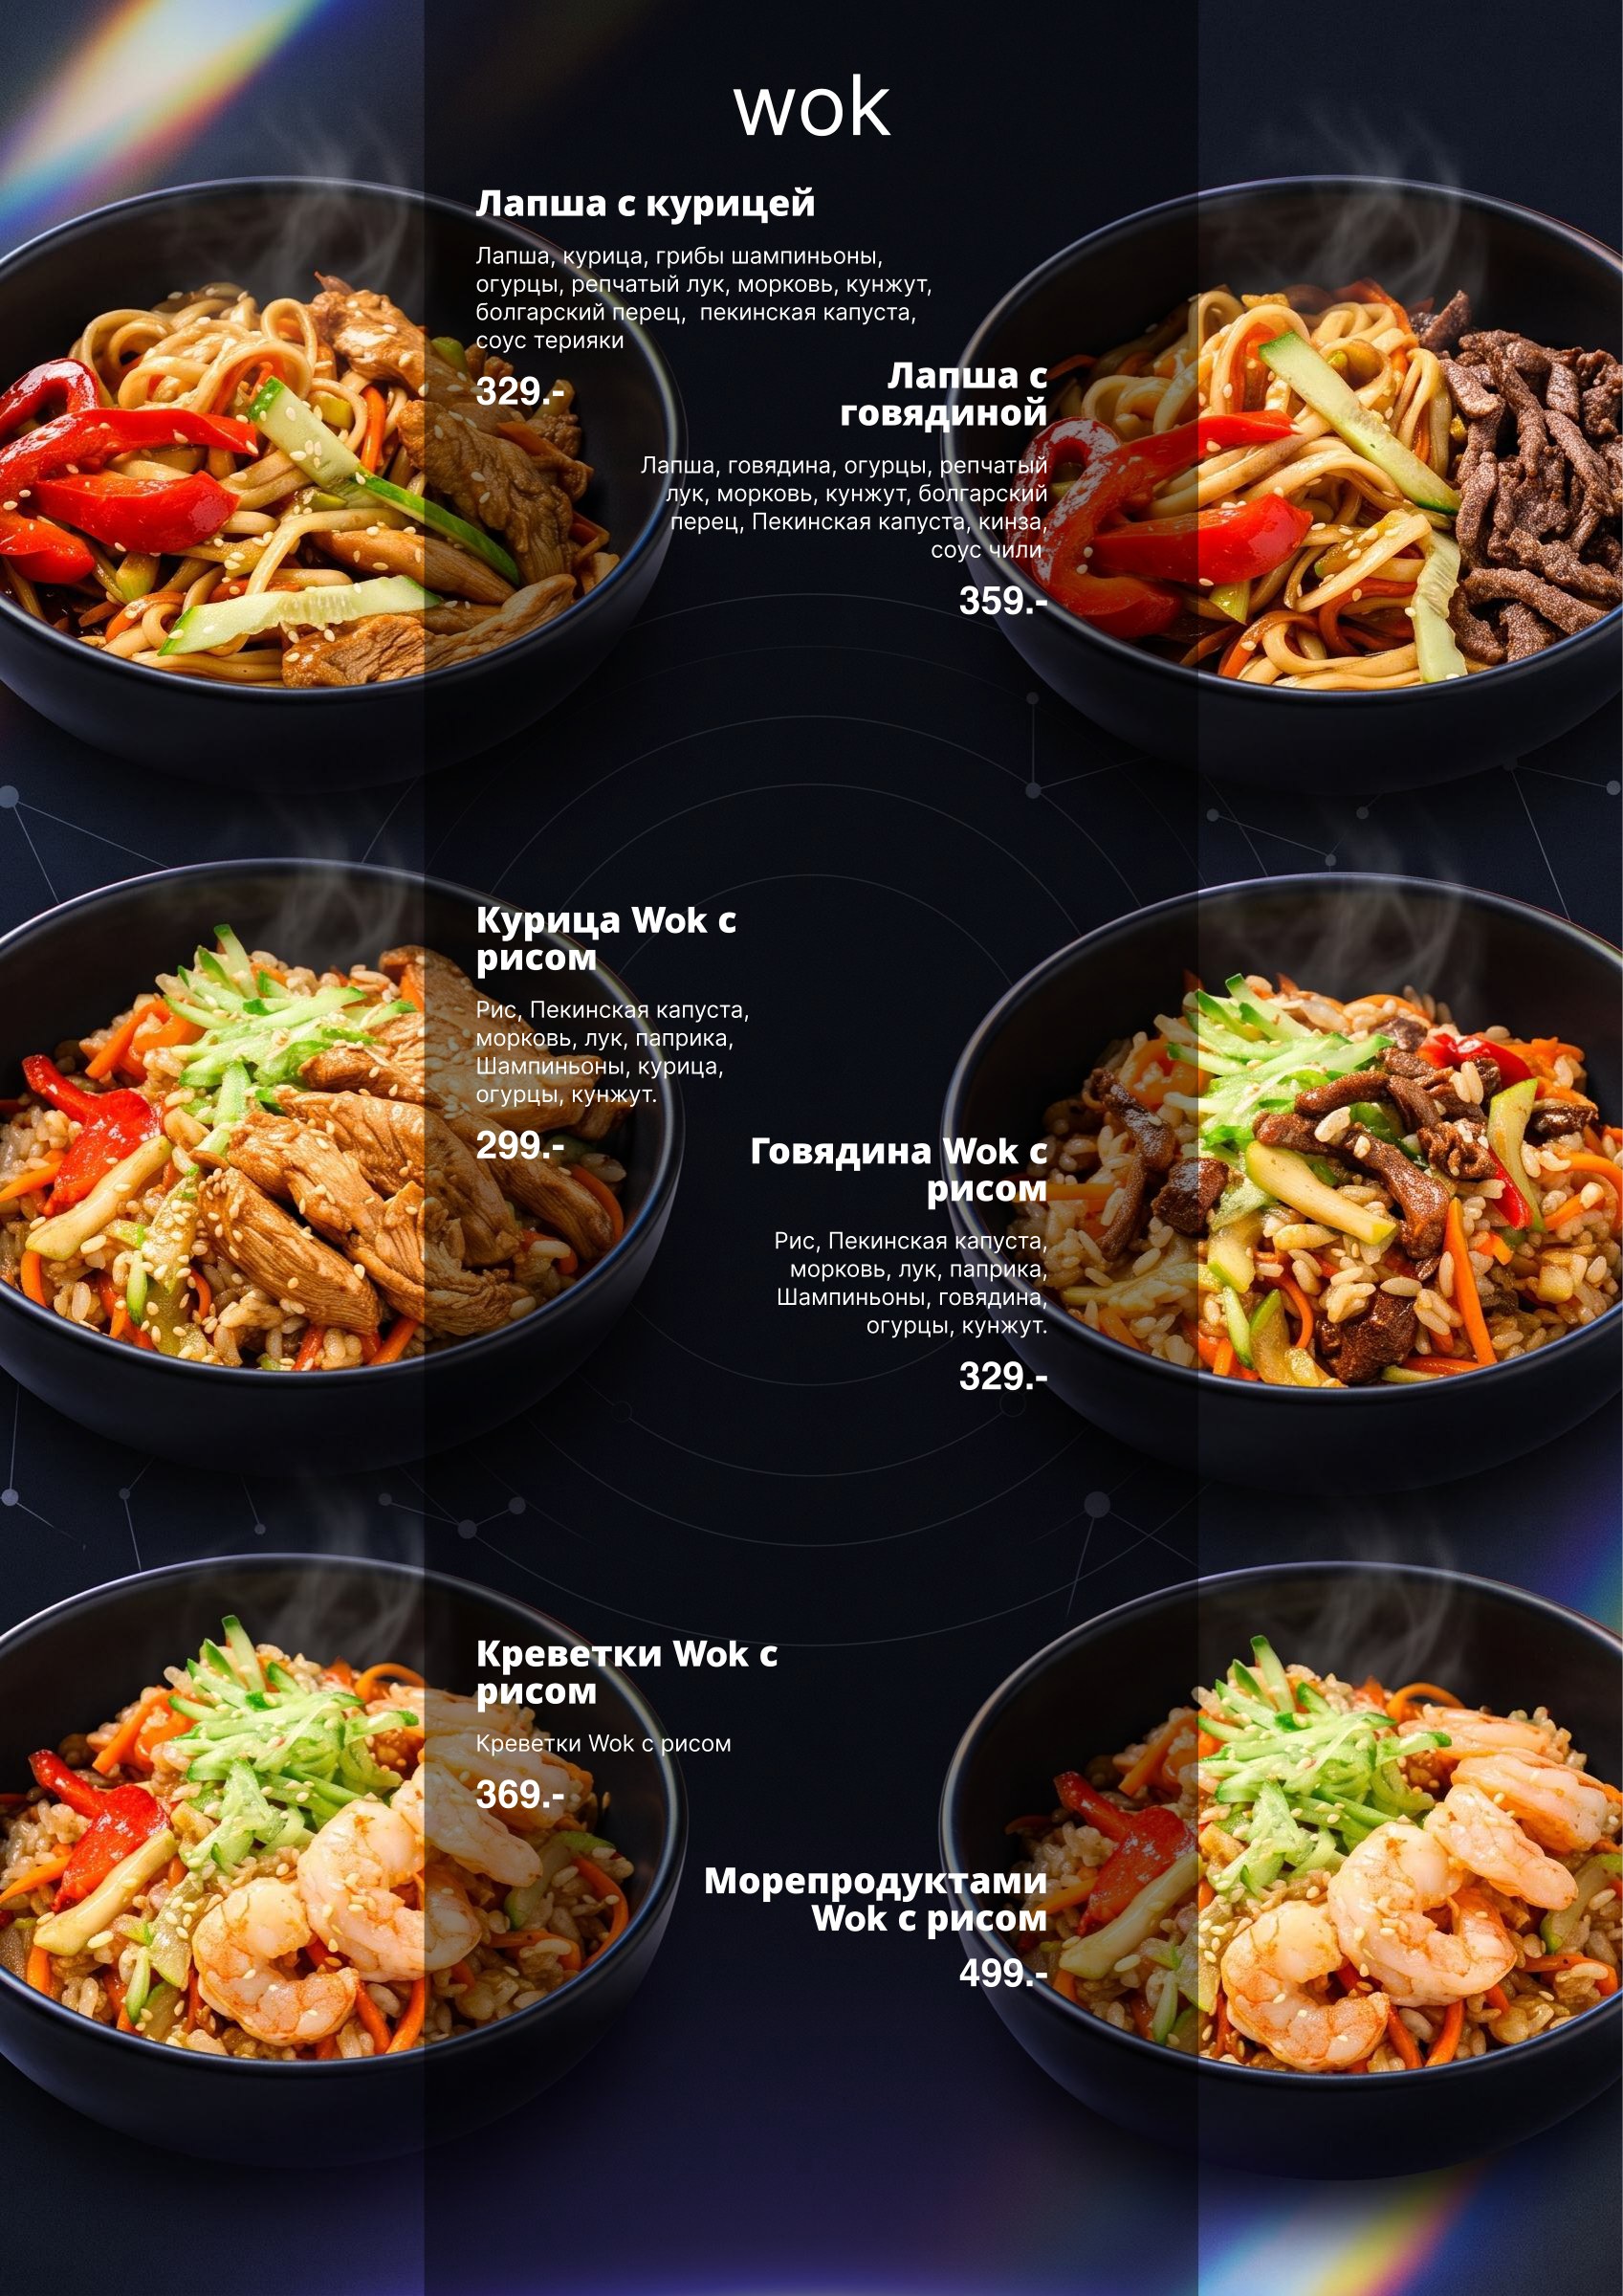 wok
Лапша с курицей
Лапша, курица, грибы шампиньоны,
огурцы, репчатый лук, морковь, кунжут,
болгарский перец,  пекинская капуста,
соус терияки
329.-
Лапша с
говядиной
Лапша, говядина, огурцы, репчатый
лук, морковь, кунжут, болгарский
перец, Пекинская капуста, кинза,
соус чили
359.-
Курица Wok с
рисом
Рис, Пекинская капуста,
морковь, лук, паприка,
Шампиньоны, курица,
огурцы, кунжут.
299.-
Говядина Wok с
рисом
Рис, Пекинская капуста,
морковь, лук, паприка,
Шампиньоны, говядина,
огурцы, кунжут.
329.-
Креветки Wok с
рисом
Креветки Wok с рисом
369.-
Морепродуктами
Wok с рисом
499.-